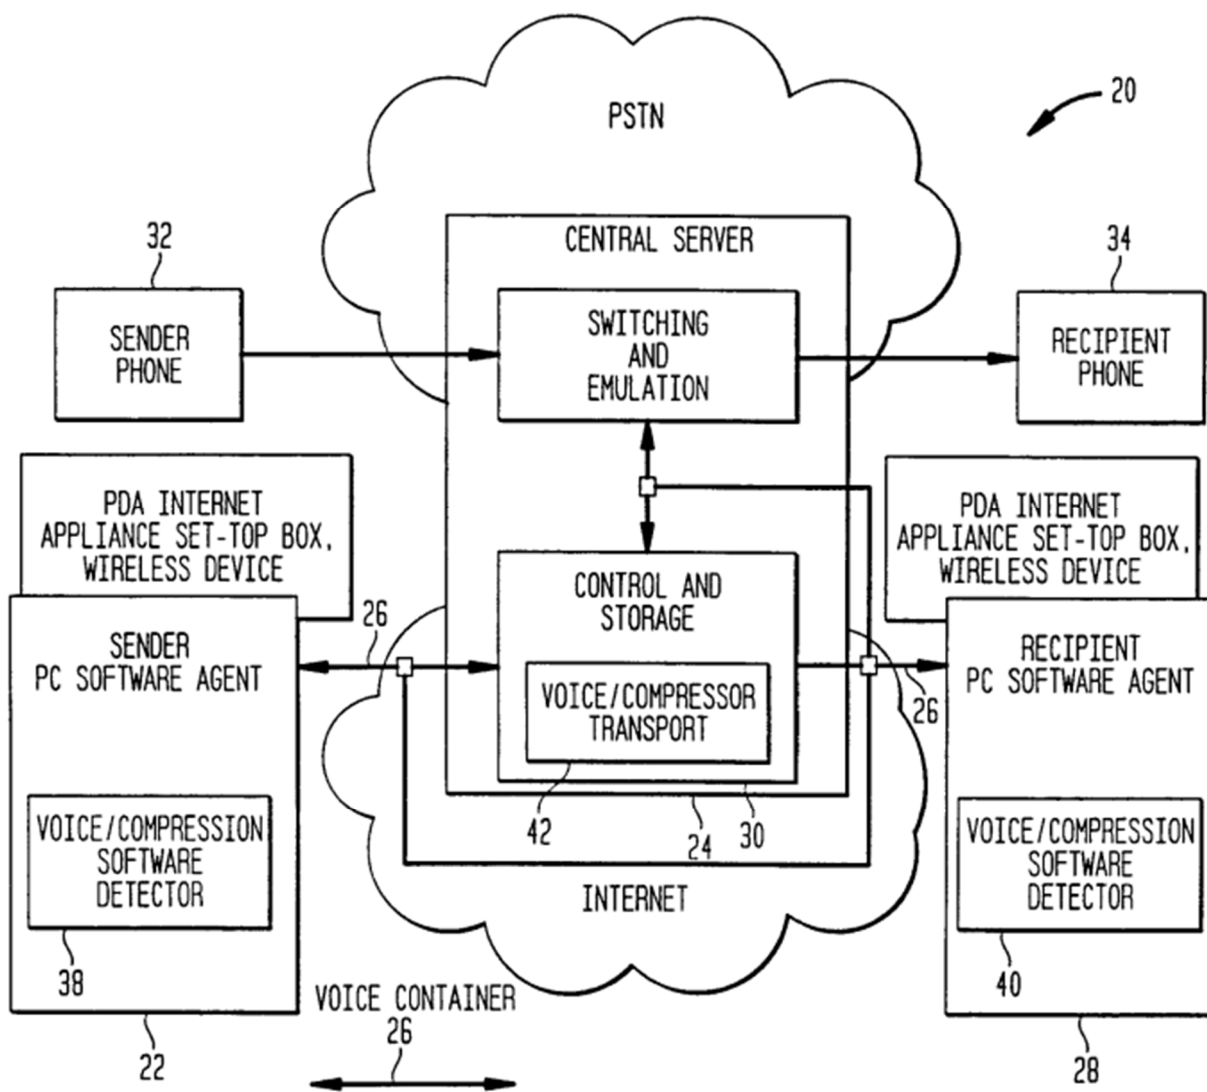 PSTN
20
CENTRAL SERVER
32
34
SENDER
PHONE
SWITCHING
AND
EMULATION
RECIPIENT
PHONE
PDA INTERNET
APPLIANCE SET-TOP BOX,
WIRELESS DEVICE
PDA INTERNET
APPLIANCE SET-TOP BOX,
WIRELESS DEVICE
SENDER
PC SOFTWARE AGENT
26
CONTROL AND
STORAGE
VOICE/COMPRESSOR
TRANSPORT
RECIPIENT
PC SOFTWARE AGENT
26
VOICE/COMPRESSION
SOFTWARE
DETECTOR
42
24
30
VOICE/COMPRESSION
SOFTWARE
DETECTOR
INTERNET
38
40
VOICE CONTAINER
26
22
28